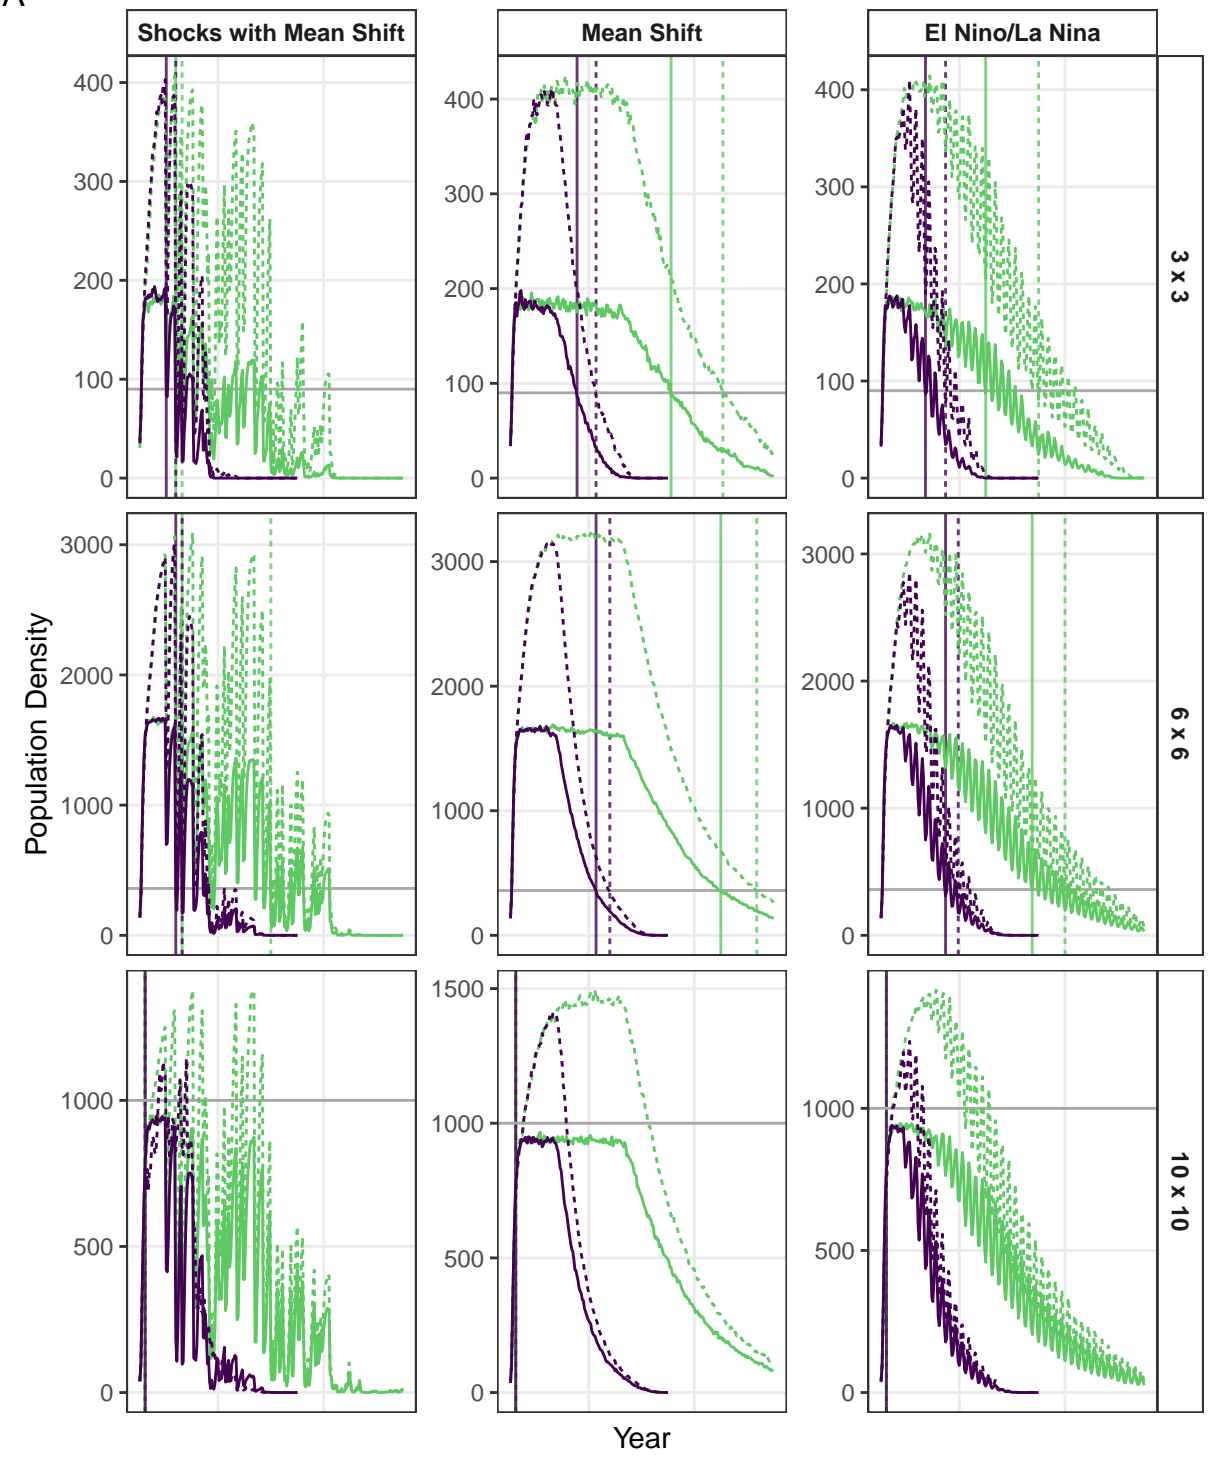 A
Shocks with Mean Shift Mean Shift El Nino/La Nina
400 400 400
300 300 300
200 200 200
100 100 100
0 0 0
3 x 3
3000 3000 3000
2000 2000 2000
1000 1000 1000
0 0 0
6 x 6
Population Density
1500
1000 1000 1000
500 500 500
0 0 0
10 x 10
Year